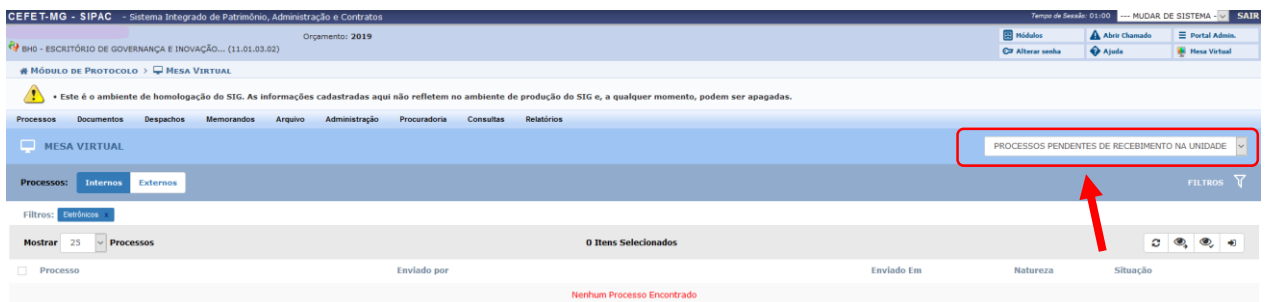 CEFET-MG - SIPAC - Sistema Integrado de Patrimônio, Administração e Contratos Tempo de Sessão: 01:00 --- MUDAR DE SISTEMA - SAIR
Orçamento: 2019 Módulos Abrir Chamado Portal Admin.
BH0 - ESCRITÓRIO DE GOVERNANÇA E INOVAÇÃO... (11.01.03.02) Alterar senha Ajuda Mesa Virtual
MÓDULO DE PROTOCOLO > MESA VIRTUAL
• Este é o ambiente de homologação do SIG. As informações cadastradas aqui não refletem no ambiente de produção do SIG e, a qualquer momento, podem ser apagadas.
Processos Documentos Despachos Memorandos Arquivo Administração Procuradoria Consultas Relatórios
MESA VIRTUAL PROCESSOS PENDENTES DE RECEBIMENTO NA UNIDADE
Processos: Internos Externos FILTROS
Filtros: Eletrônicos x
Mostrar 25 Processos 0 Itens Selecionados
Processo Enviado por Enviado Em Natureza Situação
Nenhum Processo Encontrado